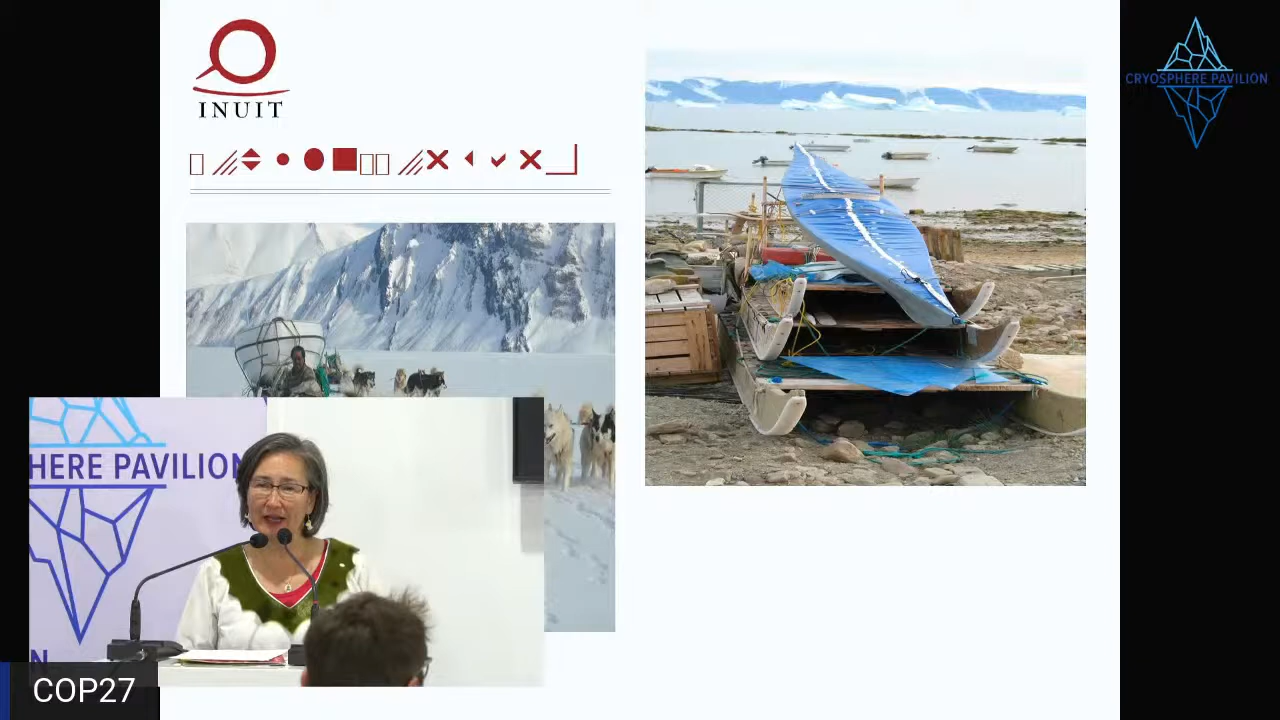 INUIT
CRYOSPHERE PAVILION
HERE PAVILION
N
COP27